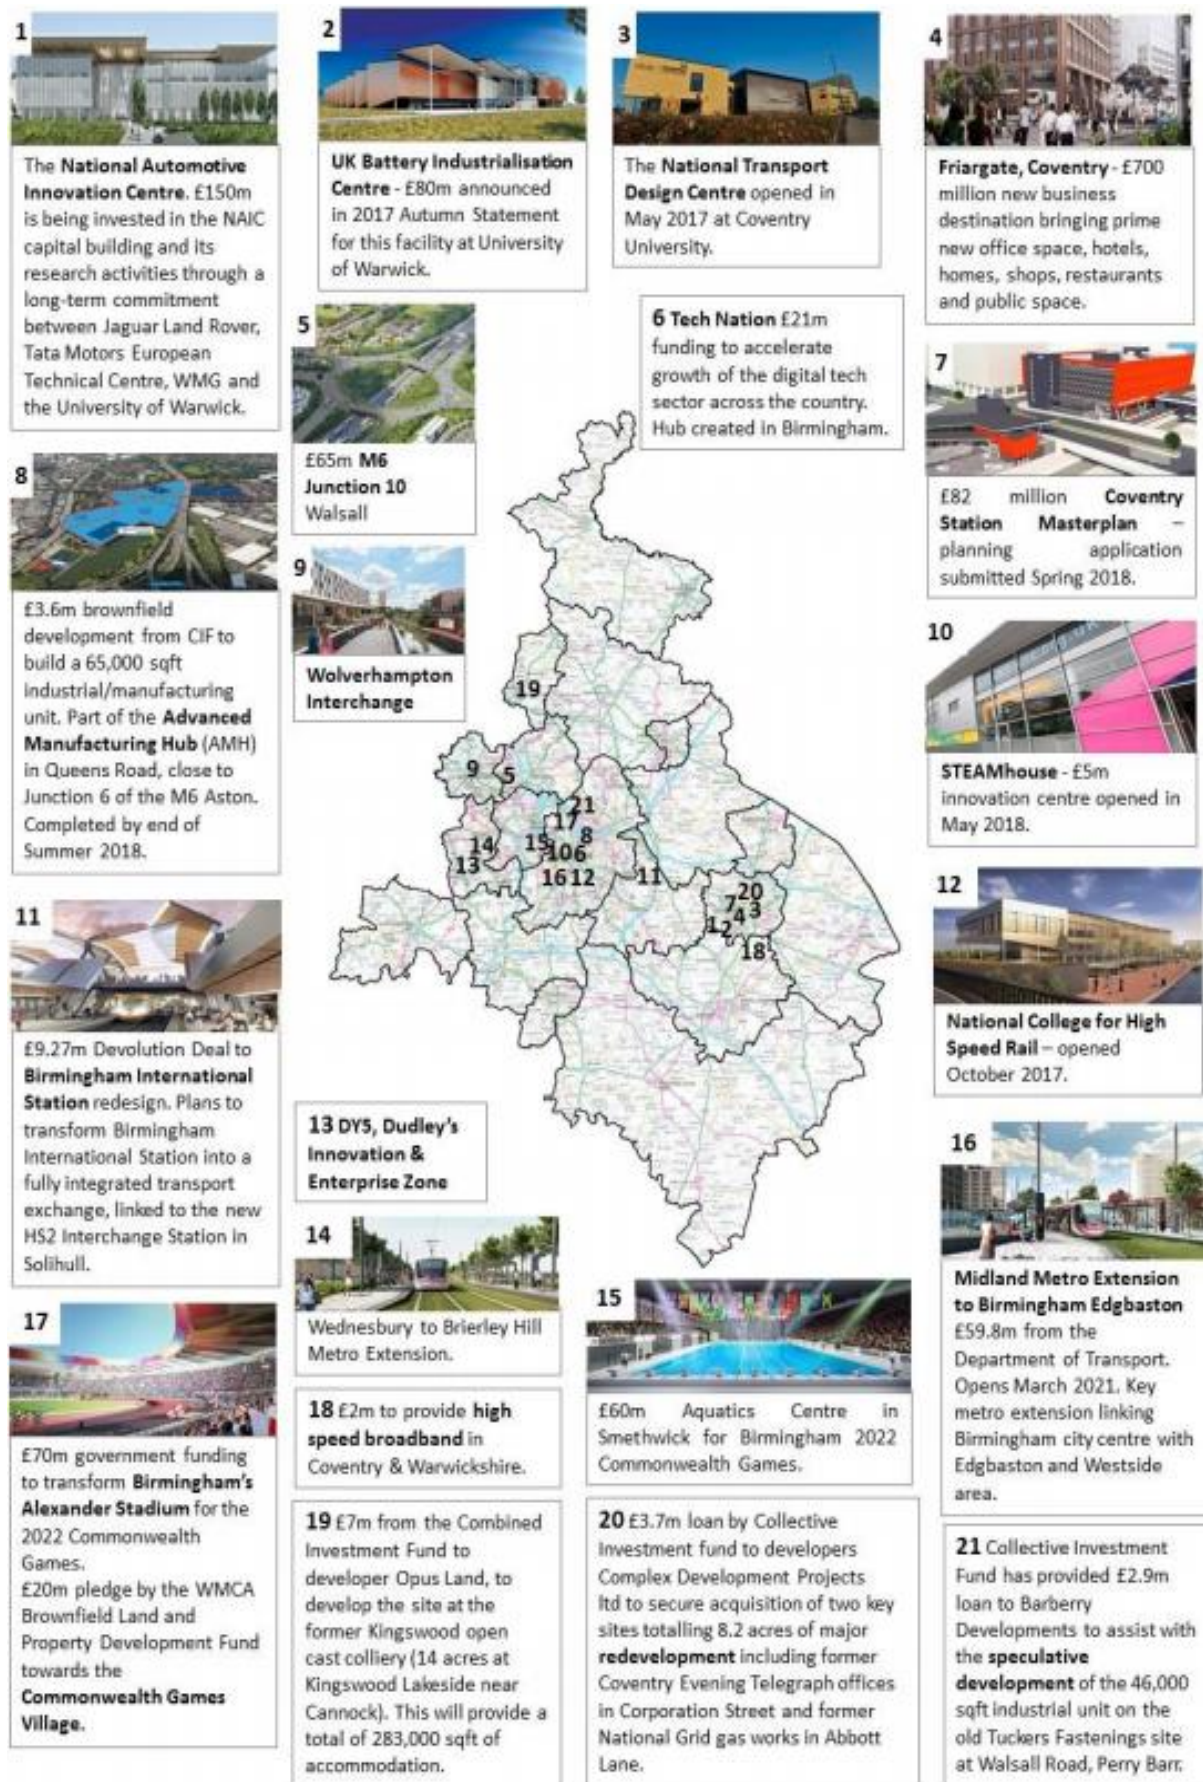 1
The National Automotive
Innovation Centre. £150m
is being invested in the NAIC
capital building and its
research activities through a
long-term commitment
between Jaguar Land Rover,
Tata Motors European
Technical Centre, WMG and
the University of Warwick.
2
UK Battery Industrialisation
Centre - £80m announced
in 2017 Autumn Statement
for this facility at University
of Warwick.
3
The National Transport
Design Centre opened in
May 2017 at Coventry
University.
4
Friargate, Coventry - £700
million new business
destination bringing prime
new office space, hotels,
homes, shops, restaurants
and public space.
5
£65m M6
Junction 10
Walsall
6 Tech Nation £21m
funding to accelerate
growth of the digital tech
sector across the country.
Hub created in Birmingham.
7
£82 million Coventry
Station Masterplan –
planning application
submitted Spring 2018.
8
£3.6m brownfield
development from CIF to
build a 65,000 sqft
industrial/manufacturing
unit. Part of the Advanced
Manufacturing Hub (AMH)
in Queens Road, close to
Junction 6 of the M6 Aston.
Completed by end of
Summer 2018.
9
Wolverhampton
Interchange
10
STEAMhouse - £5m
innovation centre opened in
May 2018.
19
9 5
21
17
8
15 10 6
14
13
16 12
11
20
7 3
4
1 2
18
11
£9.27m Devolution Deal to
Birmingham International
Station redesign. Plans to
transform Birmingham
International Station into a
fully integrated transport
exchange, linked to the new
HS2 Interchange Station in
Solihull.
12
National College for High
Speed Rail – opened
October 2017.
13 DY5, Dudley's
Innovation &
Enterprise Zone
14
Wednesbury to Brierley Hill
Metro Extension.
15
£60m Aquatics Centre in
Smethwick for Birmingham 2022
Commonwealth Games.
16
Midland Metro Extension
to Birmingham Edgbaston
£59.8m from the
Department of Transport.
Opens March 2021. Key
metro extension linking
Birmingham city centre with
Edgbaston and Westside
area.
17
£70m government funding
to transform Birmingham's
Alexander Stadium for the
2022 Commonwealth
Games.
£20m pledge by the WMCA
Brownfield Land and
Property Development Fund
towards the
Commonwealth Games
Village.
18 £2m to provide high
speed broadband in
Coventry & Warwickshire.
19 £7m from the Combined
Investment Fund to
developer Opus Land, to
develop the site at the
former Kingswood open
cast colliery (14 acres at
Kingswood Lakeside near
Cannock). This will provide a
total of 283,000 sqft of
accommodation.
20 £3.7m loan by Collective
Investment fund to developers
Complex Development Projects
ltd to secure acquisition of two key
sites totalling 8.2 acres of major
redevelopment including former
Coventry Evening Telegraph offices
in Corporation Street and former
National Grid gas works in Abbott
Lane.
21 Collective Investment
Fund has provided £2.9m
loan to Barberry
Developments to assist with
the speculative
development of the 46,000
sqft industrial unit on the
old Tuckers Fastenings site
at Walsall Road, Perry Barr.